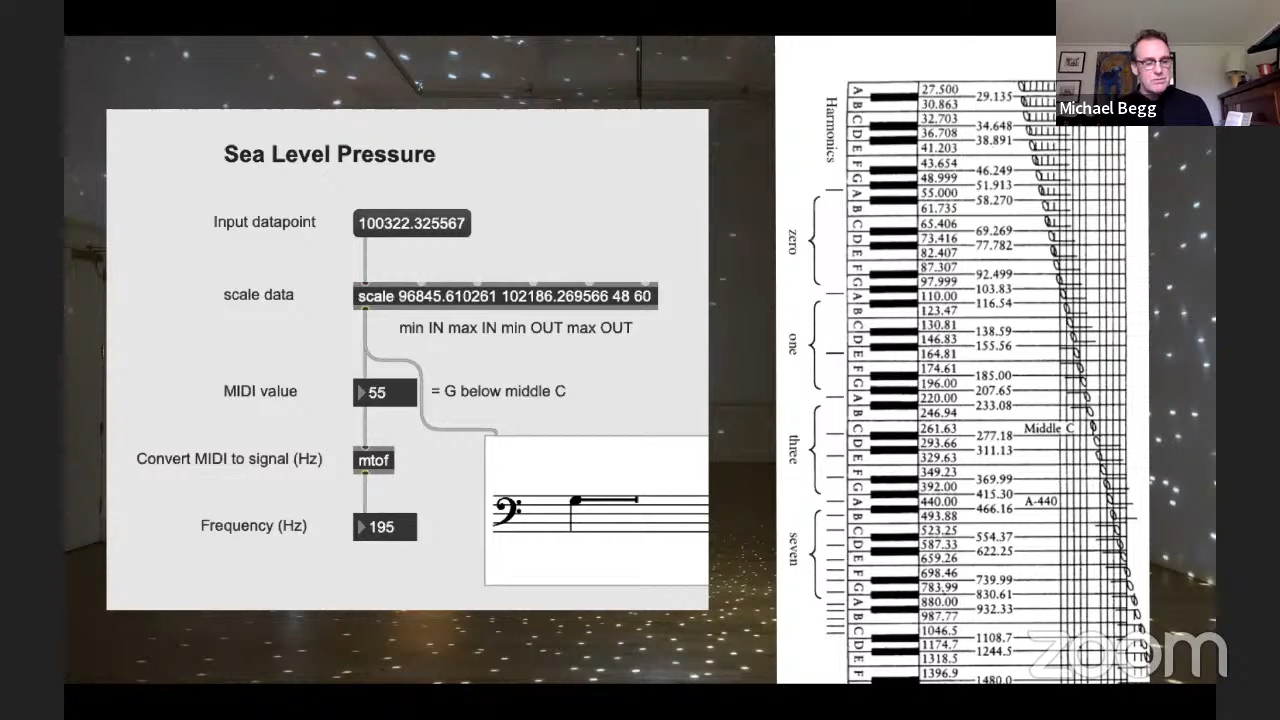 Sea Level Pressure
Input datapoint
100322.325567
scale data
scale 96845.610261 102186.269566 48 60
min IN max IN min OUT max OUT
MIDI value
55
= G below middle C
Convert MIDI to signal (Hz)
mtof
Frequency (Hz)
195
Harmonics
zero
one
three
seven
A 27.500
29.135
B 30.863
C 32.703
34.648
D 36.708
38.891
E 41.203
F 43.654
46.249
G 48.999
51.913
A 55.000
58.270
B 61.735
C 65.406
69.269
D 73.416
77.782
E 82.407
F 87.307
92.499
G 97.999
103.83
A 110.00
116.54
B 123.47
C 130.81
138.59
D 146.83
155.56
E 164.81
F 174.61
185.00
G 196.00
207.65
A 220.00
233.08
B 246.94
C 261.63 Middle C
277.18
D 293.66
311.13
E 329.63
F 349.23
369.99
G 392.00
415.30
A 440.00 A-440
466.16
B 493.88
C 523.25
554.37
D 587.33
622.25
E 659.26
F 698.46
739.99
G 783.99
830.61
A 880.00
932.33
B 987.77
C 1046.5
1108.7
D 1174.7
1244.5
E 1318.5
F 1396.9
1480.0
Michael Begg
zoom